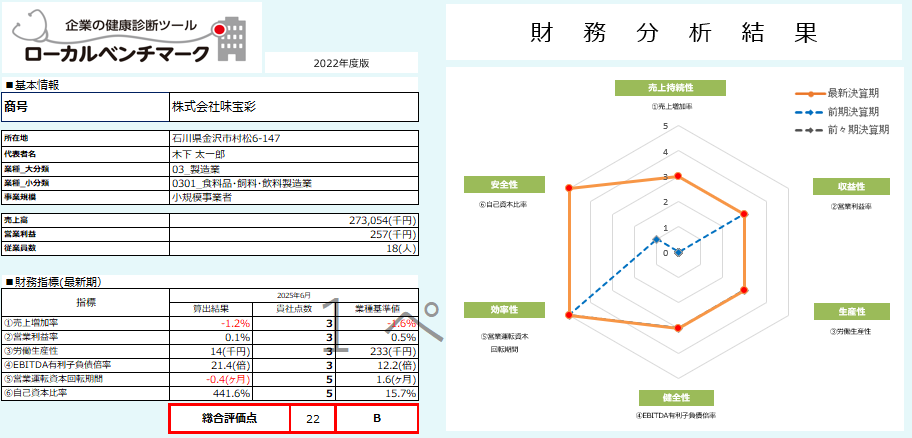 企業の健康診断ツール
ローカルベンチマーク
2022年度版
■基本情報
商号 株式会社味宝彩
所在地 石川県金沢市村松6-147
代表者名 木下 太一郎
業種_大分類 03_製造業
業種_小分類 0301_食料品・飼料・飲料製造業
事業規模 小規模事業者
売上高 273,054(千円)
営業利益 257(千円)
従業員数 18(人)
■財務指標(最新期)
2025年6月
指標 算出結果 貴社点数 業種基準値
①売上増加率 -1.2% 3 -1.6%
②営業利益率 0.1% 3 0.5%
③労働生産性 14(千円) 3 233(千円)
④EBITDA有利子負債倍率 21.4(倍) 3 12.2(倍)
⑤営業運転資本回転期間 -0.4(ヶ月) 5 1.6(ヶ月)
⑥自己資本比率 441.6% 5 15.7%
総合評価点 22 B
1 ペ
財務分析結果
最新決算期
前期決算期
前々期決算期
売上持続性
①売上増加率
収益性
②営業利益率
生産性
③労働生産性
健全性
④EBITDA有利子負債倍率
効率性
⑤営業運転資本
回転期間
安全性
⑥自己資本比率
5
4
3
2
1
0